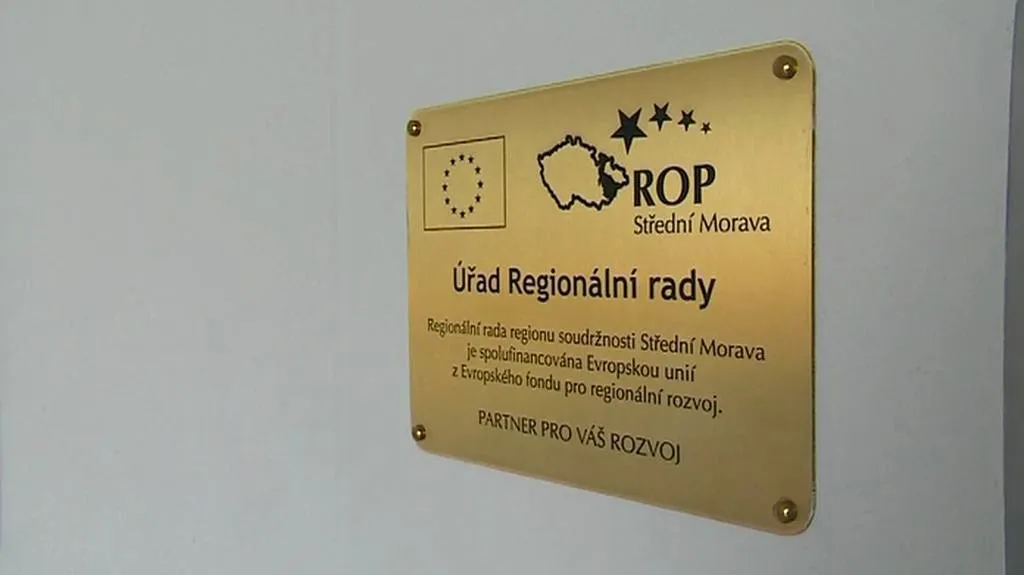 ROP
Střední Morava
Úřad Regionální rady
Regionální rada regionu soudržnosti Střední Morava
je spolufinancována Evropskou unií
z Evropského fondu pro regionální rozvoj.
PARTNER PRO VÁŠ ROZVOJ